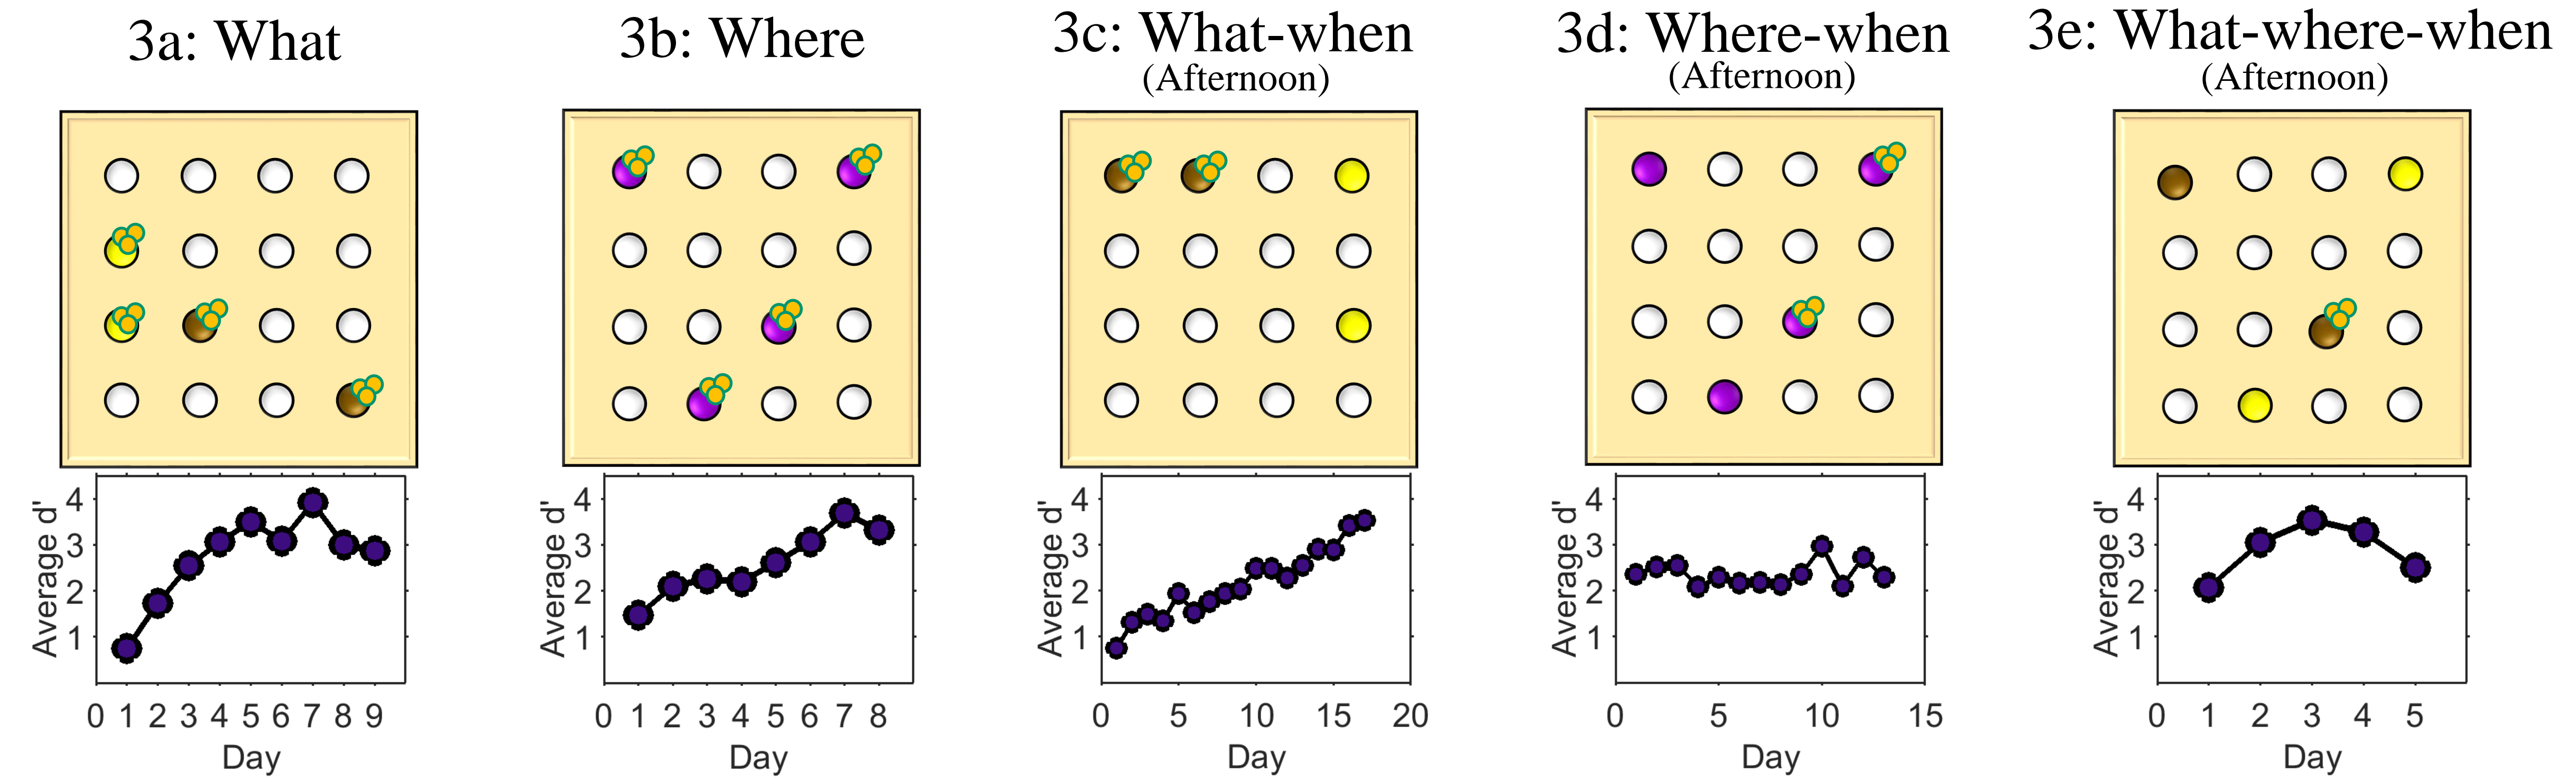 3a: What
3b: Where
3c: What-when
(Afternoon)
3d: Where-when
(Afternoon)
3e: What-where-when
(Afternoon)
Average d'
4
3
2
1
0 1 2 3 4 5 6 7 8 9
Day
Average d'
4
3
2
1
0 1 2 3 4 5 6 7 8
Day
Average d'
4
3
2
1
0 5 10 15 20
Day
Average d'
4
3
2
1
0 5 10 15
Day
Average d'
4
3
2
1
0 1 2 3 4 5
Day